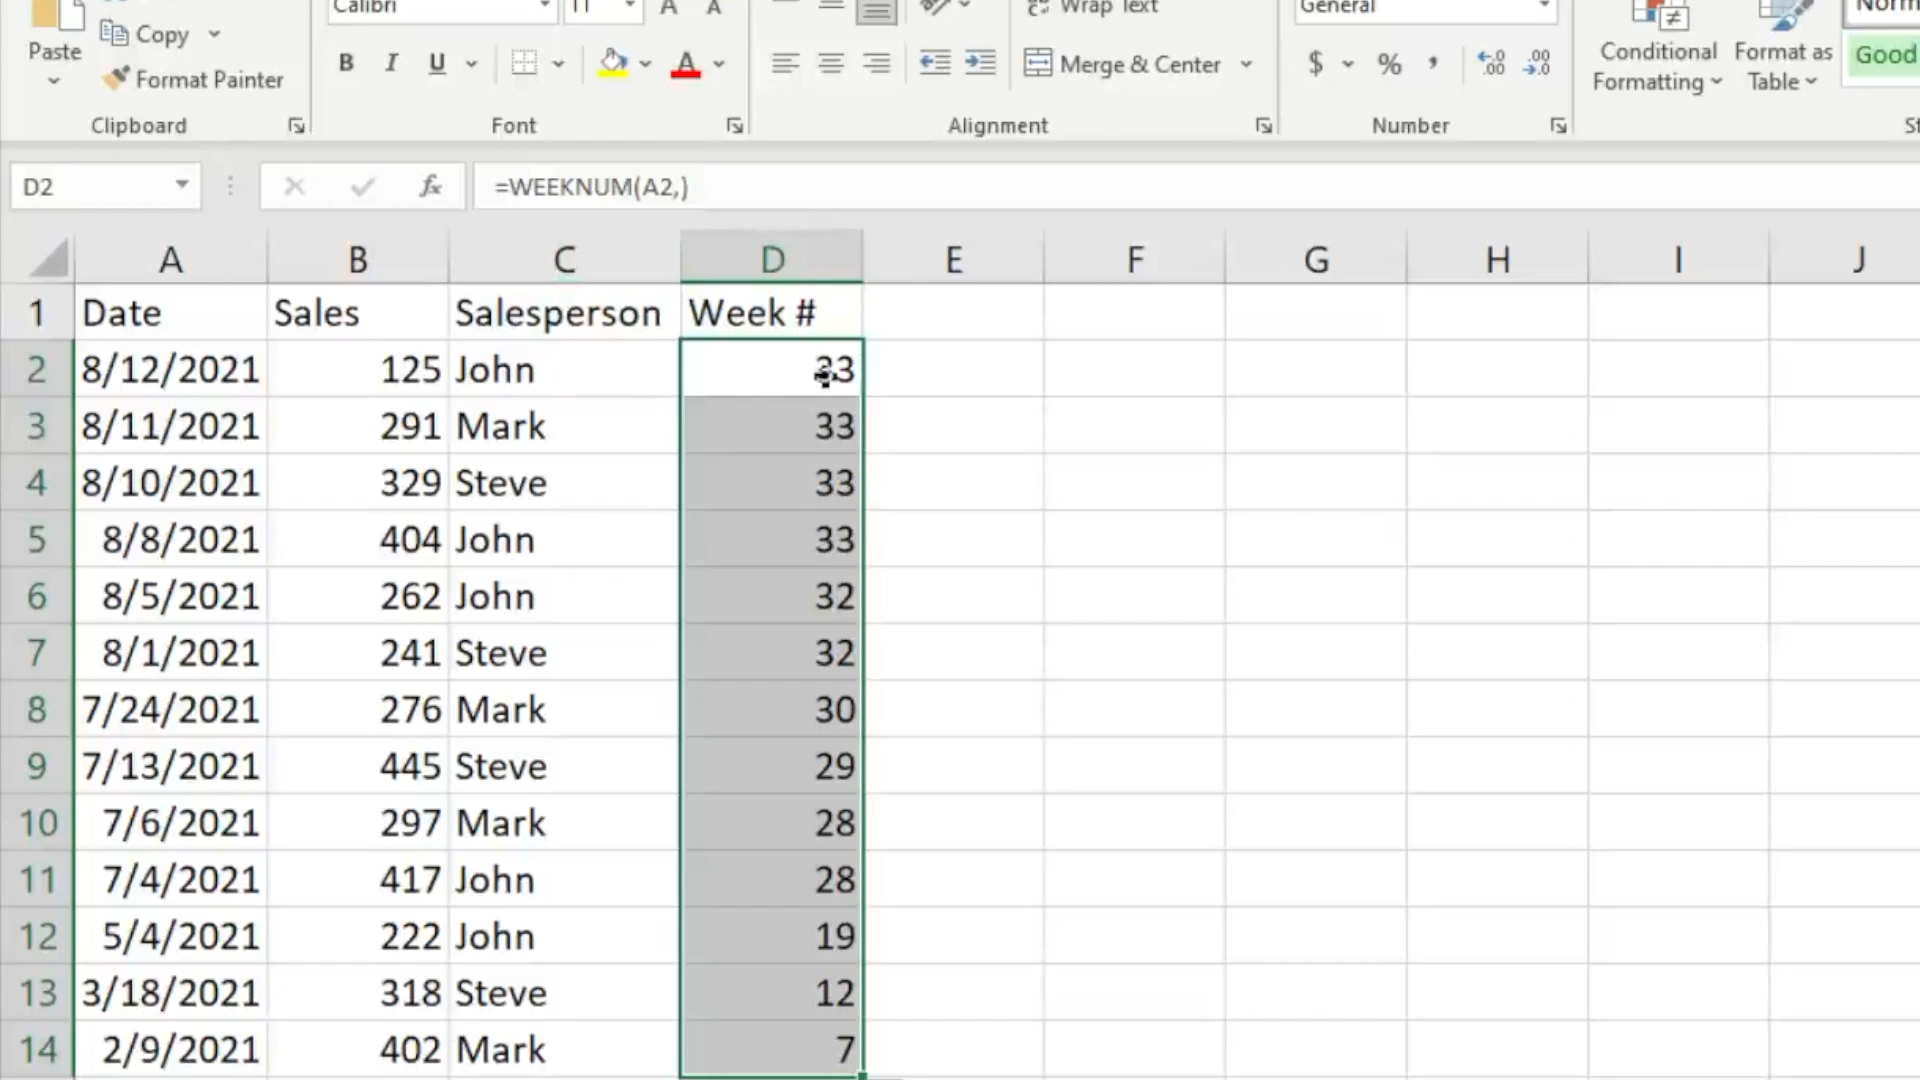 Calibri 11 A A Wrap Text General
Paste Copy B I U A Merge & Center $ % , .00 .00 Conditional Formatting Format as Table Good
Format Painter
Clipboard Font Alignment Number
D2 fx =WEEKNUM(A2,)
A B C D E F G H I J
1 Date Sales Salesperson Week #
2 8/12/2021 125 John 33
3 8/11/2021 291 Mark 33
4 8/10/2021 329 Steve 33
5 8/8/2021 404 John 33
6 8/5/2021 262 John 32
7 8/1/2021 241 Steve 32
8 7/24/2021 276 Mark 30
9 7/13/2021 445 Steve 29
10 7/6/2021 297 Mark 28
11 7/4/2021 417 John 28
12 5/4/2021 222 John 19
13 3/18/2021 318 Steve 12
14 2/9/2021 402 Mark 7